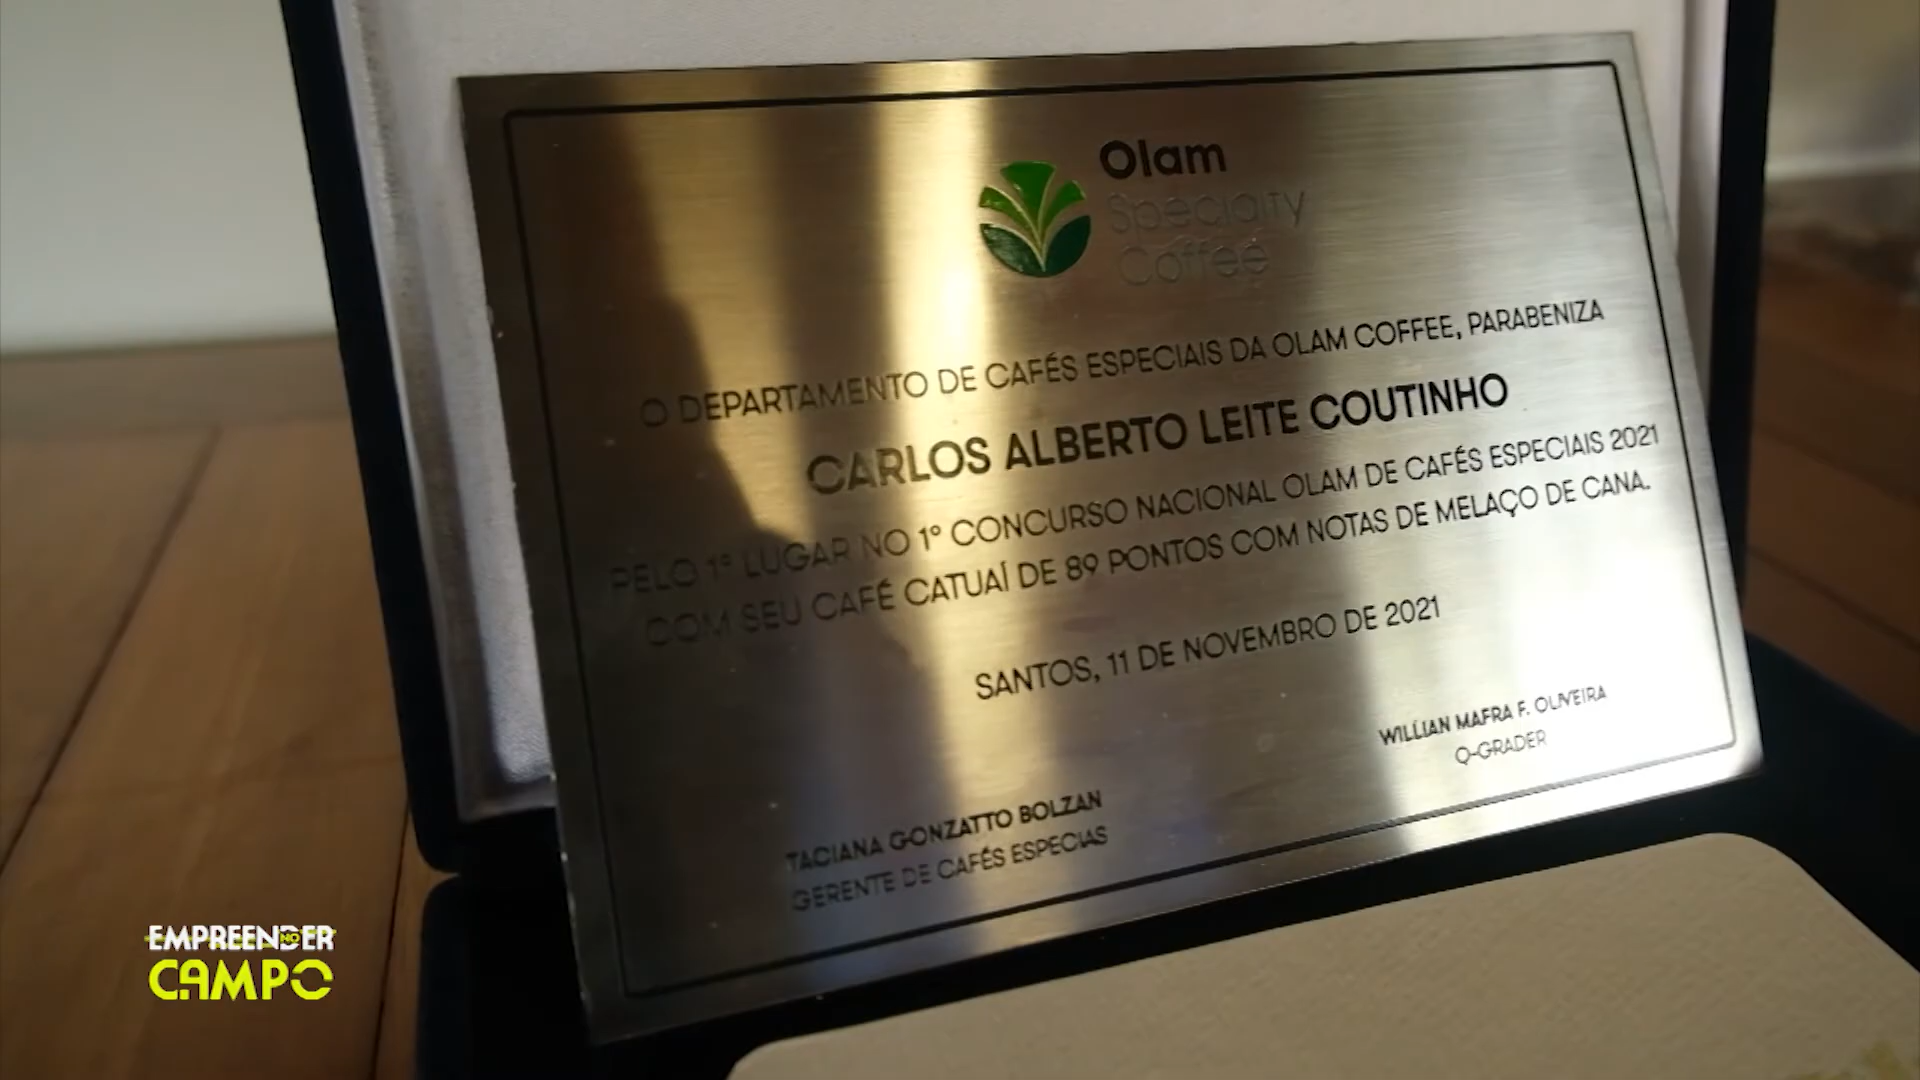 Olam
Specialty
Coffee
O DEPARTAMENTO DE CAFÉS ESPECIAIS DA OLAM COFFEE, PARABENIZA
CARLOS ALBERTO LEITE COUTINHO
PELO 1º LUGAR NO 1º CONCURSO NACIONAL OLAM DE CAFÉS ESPECIAIS 2021
COM SEU CAFÉ CATUAÍ DE 89 PONTOS COM NOTAS DE MELAÇO DE CANA.
SANTOS, 11 DE NOVEMBRO DE 2021
WILLIAN MAFRA F. OLIVEIRA
Q-GRADER
TACIANA GONZATTO BOLZAN
GERENTE DE CAFÉS ESPECIAS
EMPREENDER
NO
CAMPO